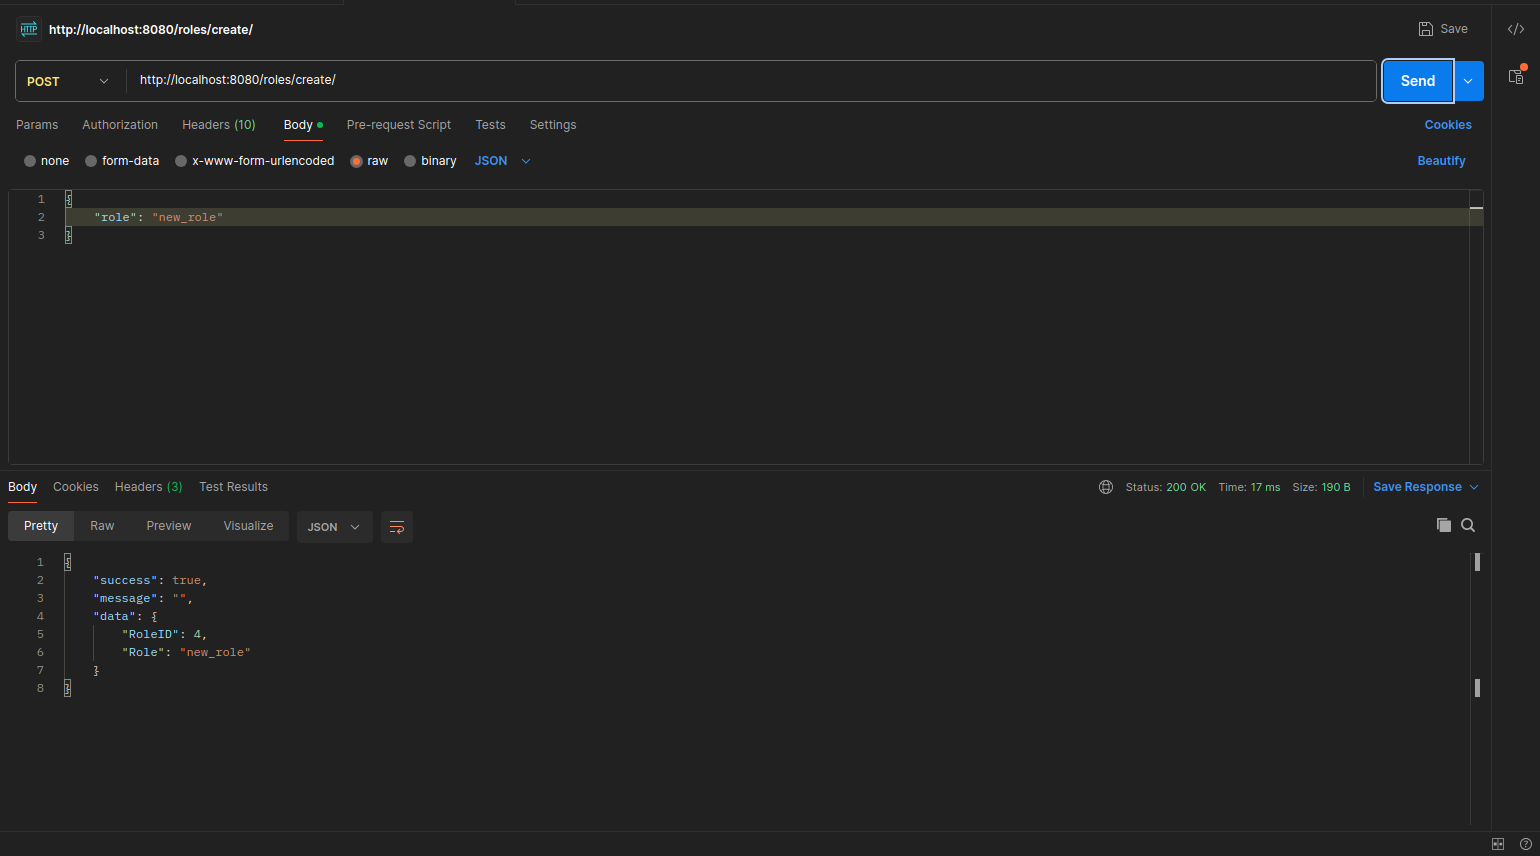 HTTP http://localhost:8080/roles/create/ Save
POST http://localhost:8080/roles/create/ Send
Params Authorization Headers (10) Body Pre-request Script Tests Settings Cookies
none form-data x-www-form-urlencoded raw binary JSON Beautify
1 {
2 "role": "new_role"
3 }
Body Cookies Headers (3) Test Results Status: 200 OK Time: 17 ms Size: 190 B Save Response
Pretty Raw Preview Visualize JSON
1 {
2 "success": true,
3 "message": "",
4 "data": {
5 "RoleID": 4,
6 "Role": "new_role"
7 }
8 }